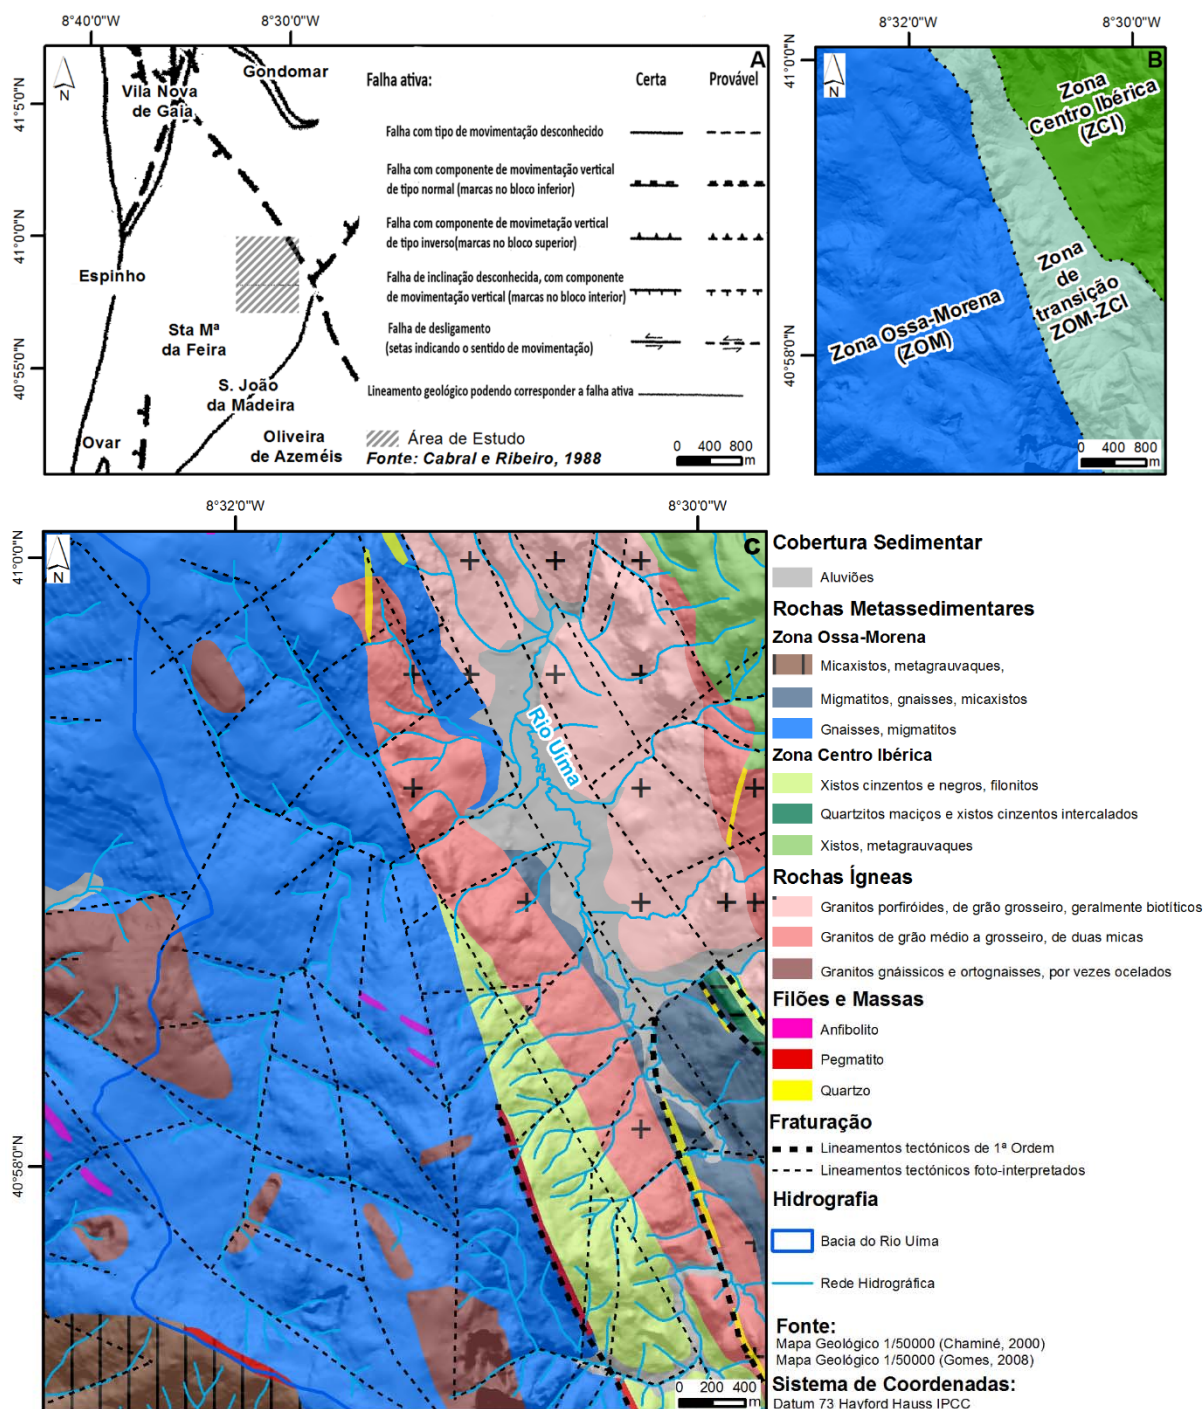 8°40'0"W
8°30'0"W
41°5'0"N
41°0'0"N
40°55'0"N
A
N
Gondomar
Vila Nova
de Gaia
Espinho
Sta Mª
da Feira
S. João
da Madeira
Ovar
Oliveira
de Azeméis
Falha ativa:
Certa
Provável
Falha com tipo de movimentação desconhecido
Falha com componente de movimentação vertical
de tipo normal (marcas no bloco inferior)
Falha com componente de movimetação vertical
de tipo inverso(marcas no bloco superior)
Falha de inclinação desconhecida, com componente
de movimentação vertical (marcas no bloco interior)
Falha de desligamento
(setas indicando o sentido de movimentação)
Lineamento geológico podendo corresponder a falha ativa
Área de Estudo
Fonte: Cabral e Ribeiro, 1988
0 400 800
m
8°32'0"W
8°30'0"W
41°0'0"N
40°58'0"N
B
N
Zona
Centro Ibérica
(ZCI)
Zona
de
transição
ZOM-ZCI
Zona Ossa-Morena
(ZOM)
0 400 800
m
8°32'0"W
8°30'0"W
41°0'0"N
40°58'0"N
C
N
Rio Uíma
0 200 400
m
Cobertura Sedimentar
Aluviões
Rochas Metassedimentares
Zona Ossa-Morena
Micaxistos, metagrauvaques,
Migmatitos, gnaisses, micaxistos
Gnaisses, migmatitos
Zona Centro Ibérica
Xistos cinzentos e negros, filonitos
Quartzitos maciços e xistos cinzentos intercalados
Xistos, metagrauvaques
Rochas Ígneas
Granitos porfiróides, de grão grosseiro, geralmente biotíticos
Granitos de grão médio a grosseiro, de duas micas
Granitos gnáissicos e ortognaisses, por vezes ocelados
Filões e Massas
Anfibolito
Pegmatito
Quartzo
Fraturação
Lineamentos tectónicos de 1ª Ordem
Lineamentos tectónicos foto-interpretados
Hidrografia
Bacia do Rio Uíma
Rede Hidrográfica
Fonte:
Mapa Geológico 1/50000 (Chaminé, 2000)
Mapa Geológico 1/50000 (Gomes, 2008)
Sistema de Coordenadas:
Datum 73 Hayford Hauss IPCC